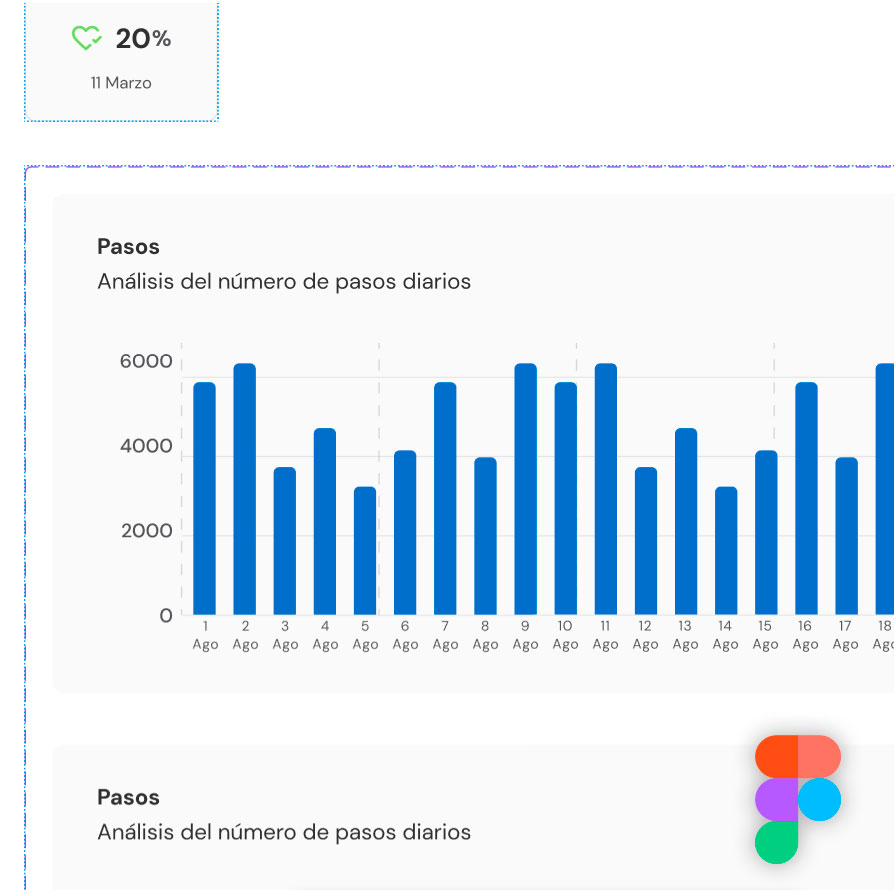 20%
11 Marzo
Pasos
Análisis del número de pasos diarios
6000
4000
2000
0
1 2 3 4 5 6 7 8 9 10 11 12 13 14 15 16 17 18
Ago Ago Ago Ago Ago Ago Ago Ago Ago Ago Ago Ago Ago Ago Ago Ago Ago Ago
Pasos
Análisis del número de pasos diarios